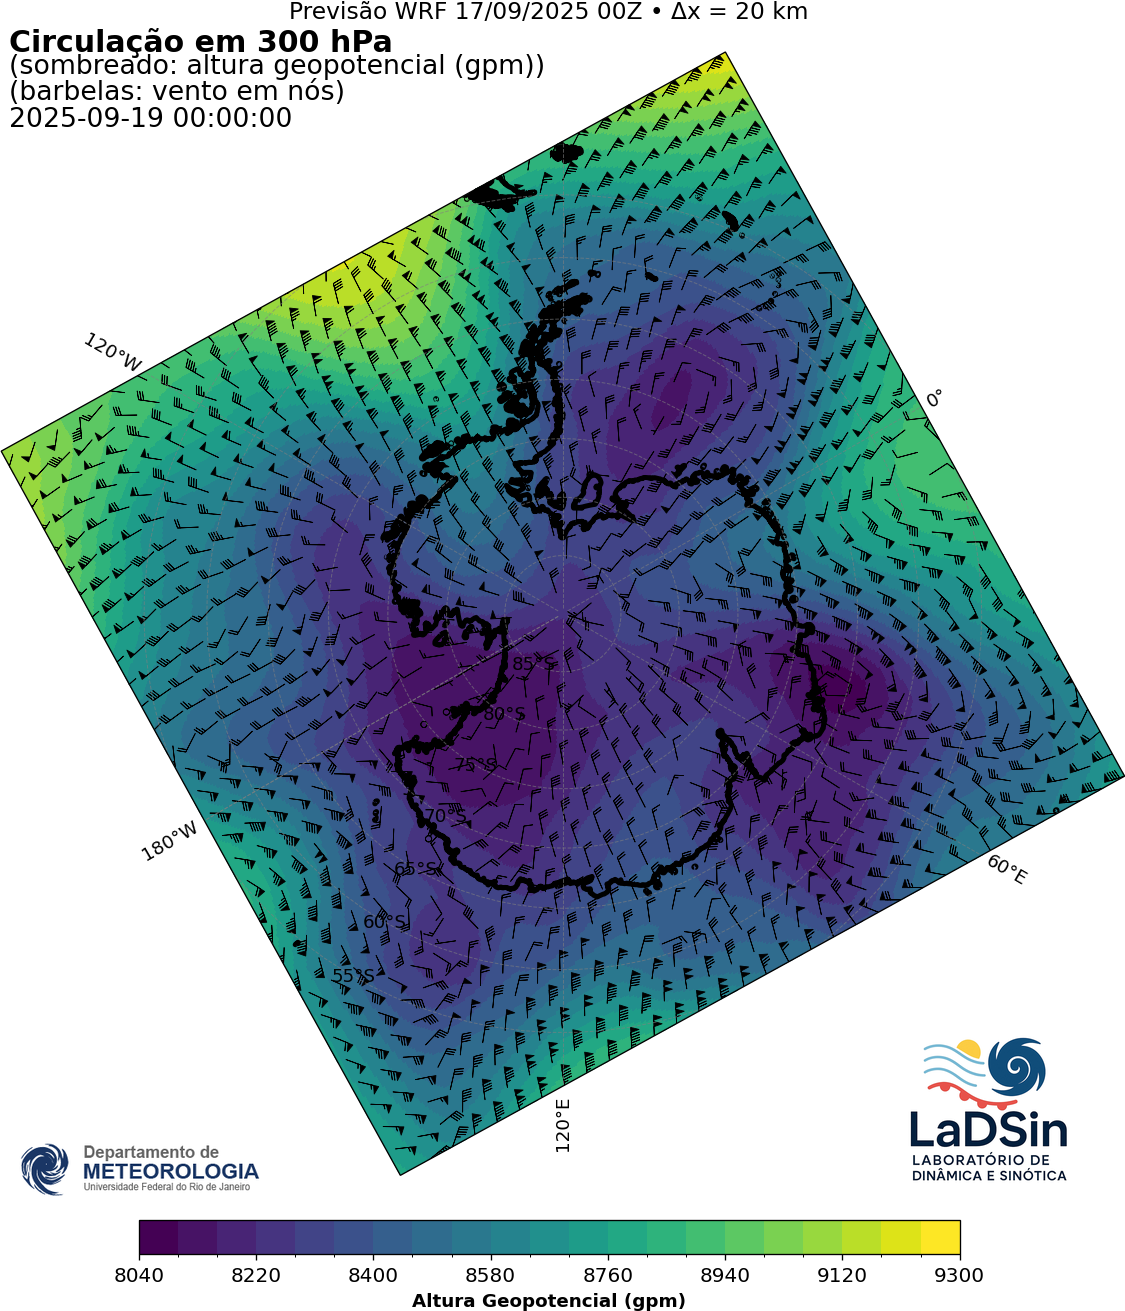 Previsão WRF 17/09/2025 00Z • Δx = 20 km
Circulação em 300 hPa
(sombreado: altura geopotencial (gpm))
(barbelas: vento em nós)
2025-09-19 00:00:00
120°W
0°
85°S
80°S
75°S
70°S
65°S
60°S
55°S
180°W
60°E
120°E
LaDSin
LABORATÓRIO DE
DINÂMICA E SINÓTICA
Departamento de
METEOROLOGIA
Universidade Federal do Rio de Janeiro
8040 8220 8400 8580 8760 8940 9120 9300
Altura Geopotencial (gpm)